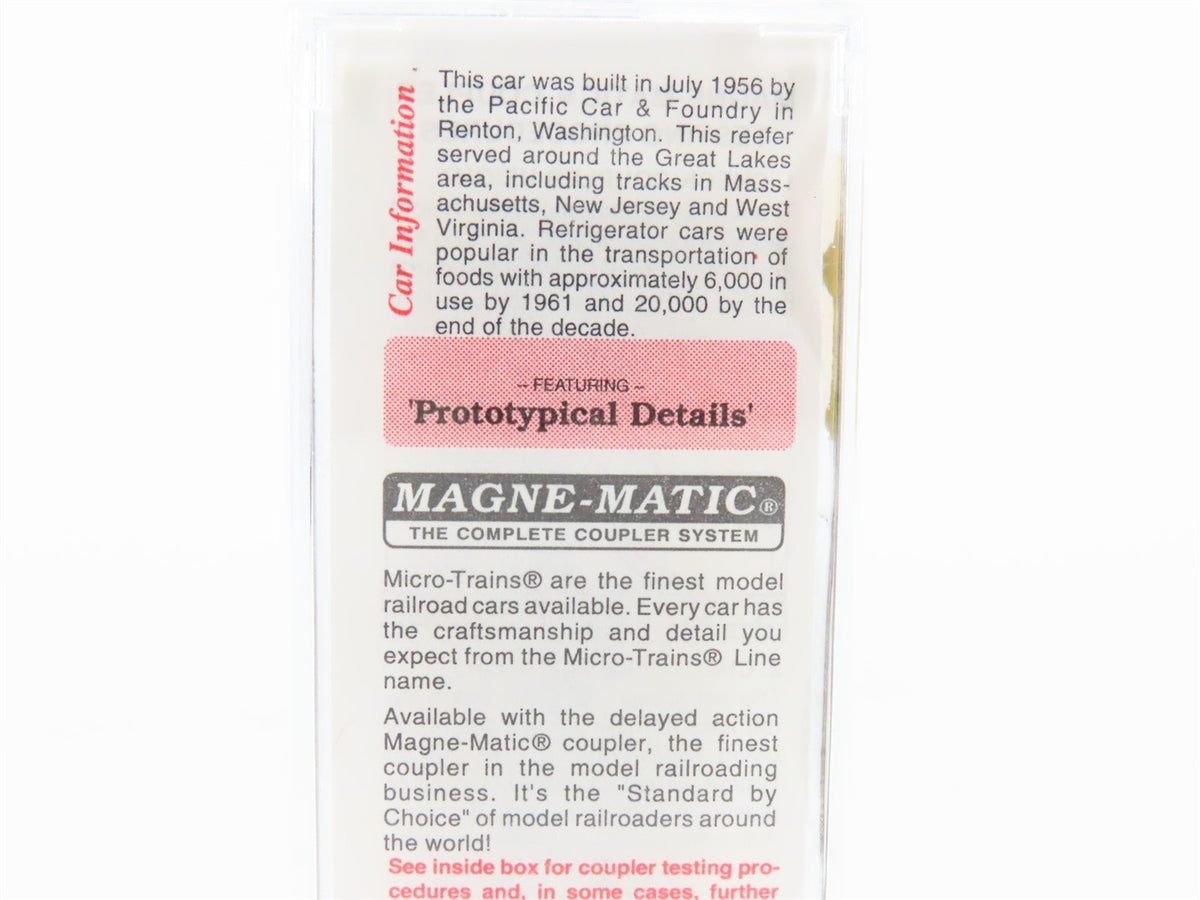 Car Information
This car was built in July 1956 by
the Pacific Car & Foundry in
Renton, Washington. This reefer
served around the Great Lakes
area, including tracks in Mass-
achusetts, New Jersey and West
Virginia. Refrigerator cars were
popular in the transportation of
foods with approximately 6,000 in
use by 1961 and 20,000 by the
end of the decade.
-- FEATURING --
'Prototypical Details'
MAGNE-MATIC®
THE COMPLETE COUPLER SYSTEM
Micro-Trains® are the finest model
railroad cars available. Every car has
the craftsmanship and detail you
expect from the Micro-Trains® Line
name.
Available with the delayed action
Magne-Matic® coupler, the finest
coupler in the model railroading
business. It's the "Standard by
Choice" of model railroaders around
the world!
See inside box for coupler testing pro-
cedures and, in some cases, further